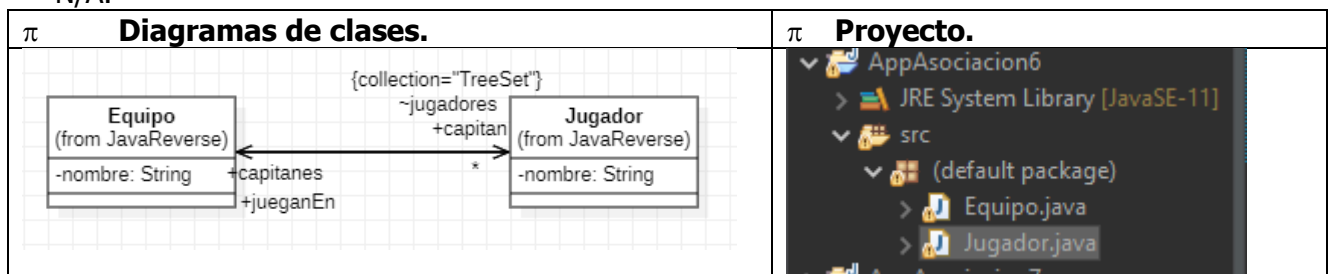 N/A.
π Diagramas de clases.
π Proyecto.
{collection="TreeSet"}
~jugadores
+capitan
Equipo
(from JavaReverse)
-nombre: String
+capitanes
+jueganEn
*
Jugador
(from JavaReverse)
-nombre: String
AppAsociacion6
JRE System Library [JavaSE-11]
src
(default package)
Equipo.java
Jugador.java